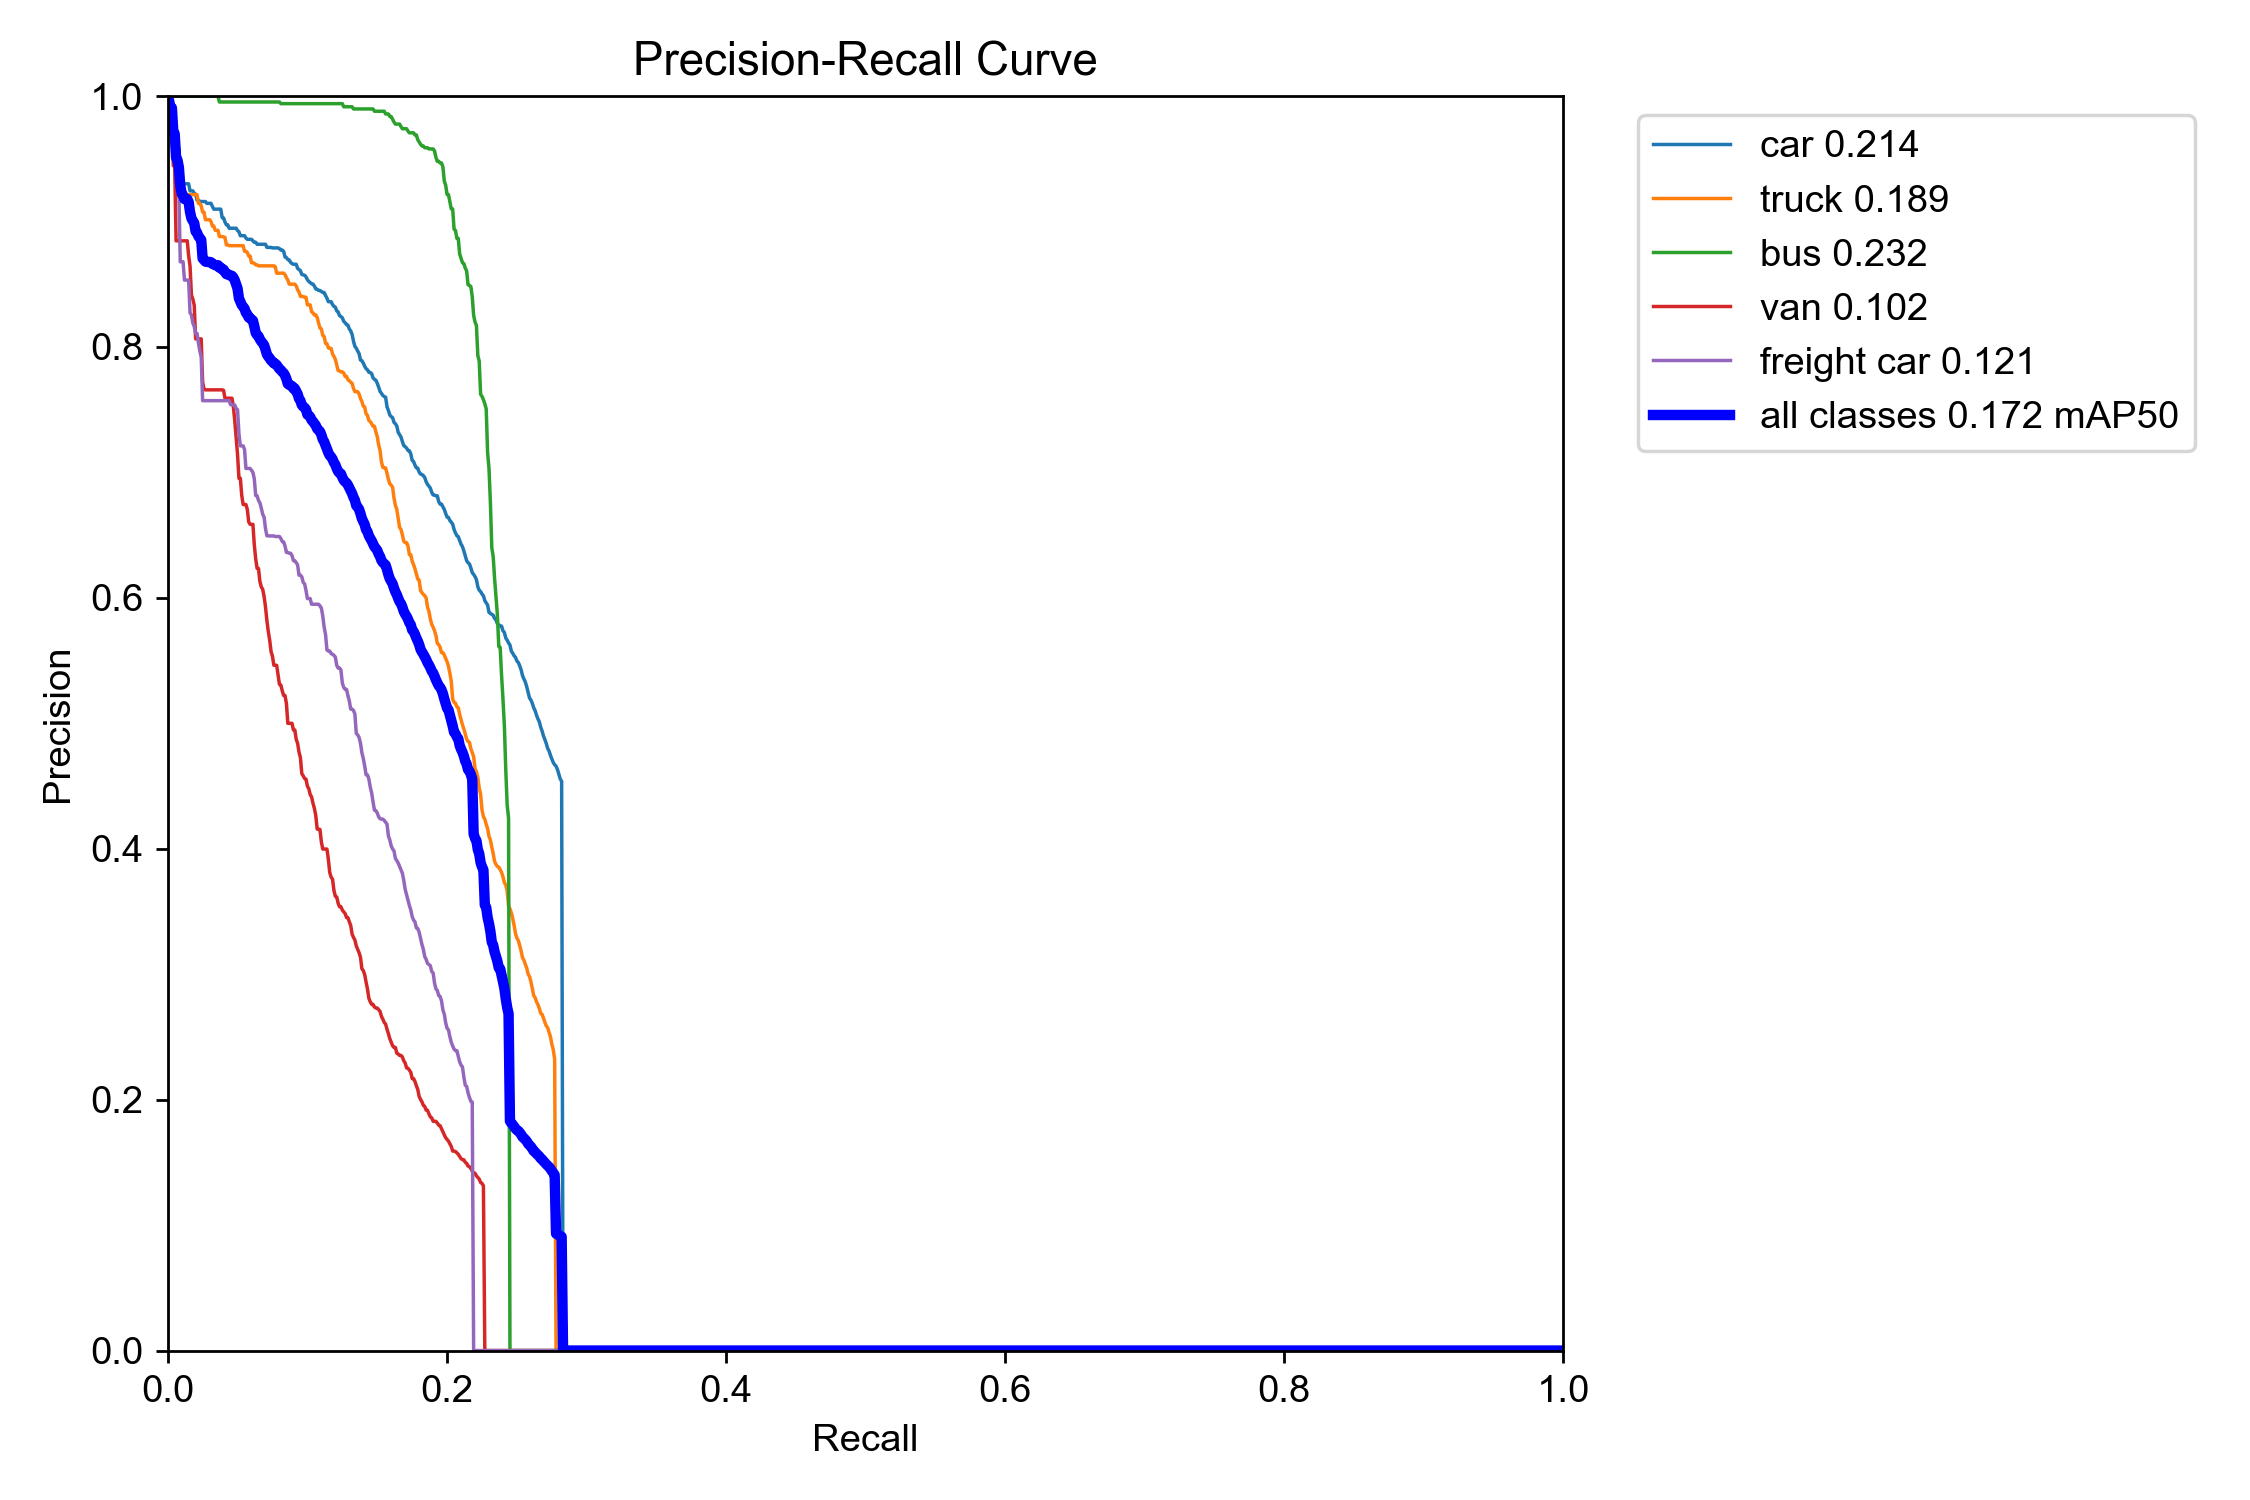 Precision-Recall Curve
1.0
0.8
0.6
0.4
0.2
0.0
Precision
0.0 0.2 0.4 0.6 0.8 1.0
Recall
car 0.214
truck 0.189
bus 0.232
van 0.102
freight car 0.121
all classes 0.172 mAP50